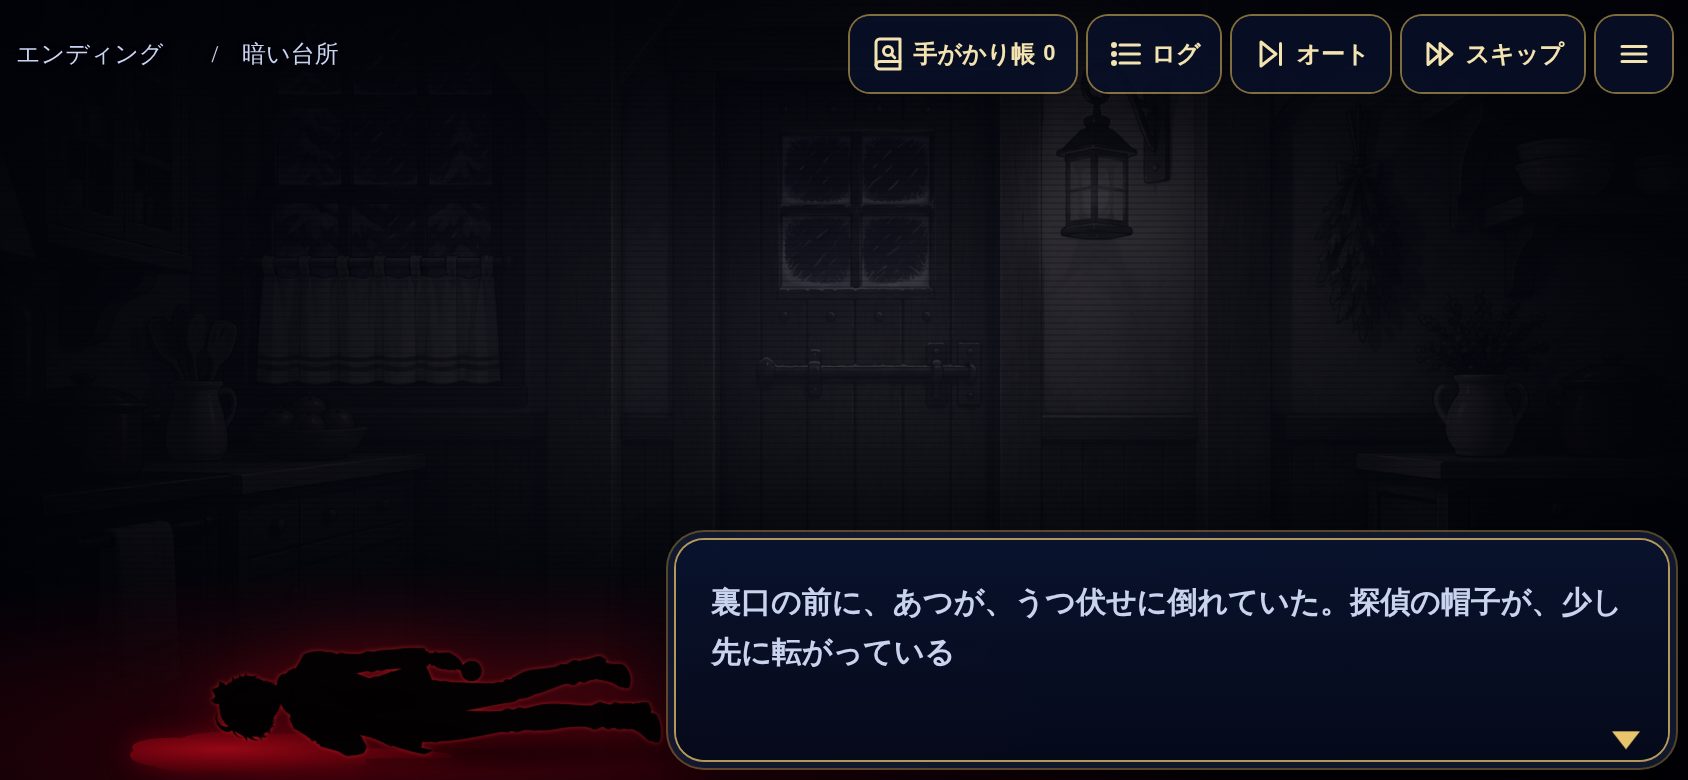 エンディング / 暗い台所
手がかり帳 0
ログ
オート
スキップ
裏口の前に、あつが、うつ伏せに倒れていた。探偵の帽子が、少し
先に転がっている